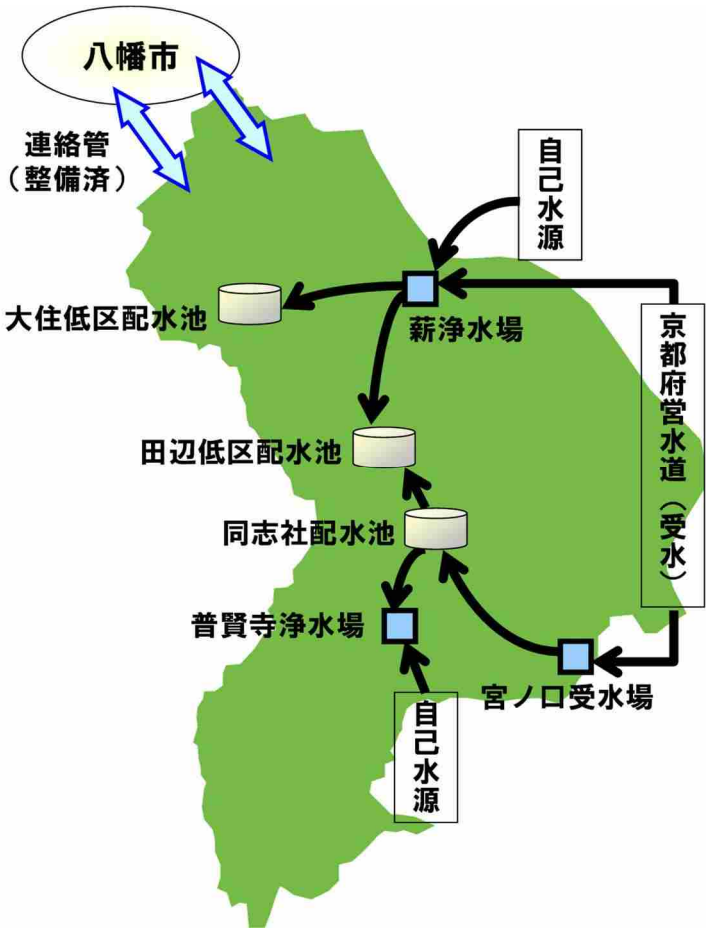 八幡市
連絡管
（整備済）
自己水源
大住低区配水池
薪浄水場
京都府営水道（受水）
田辺低区配水池
同志社配水池
普賢寺浄水場
宮ノ口受水場
自己水源